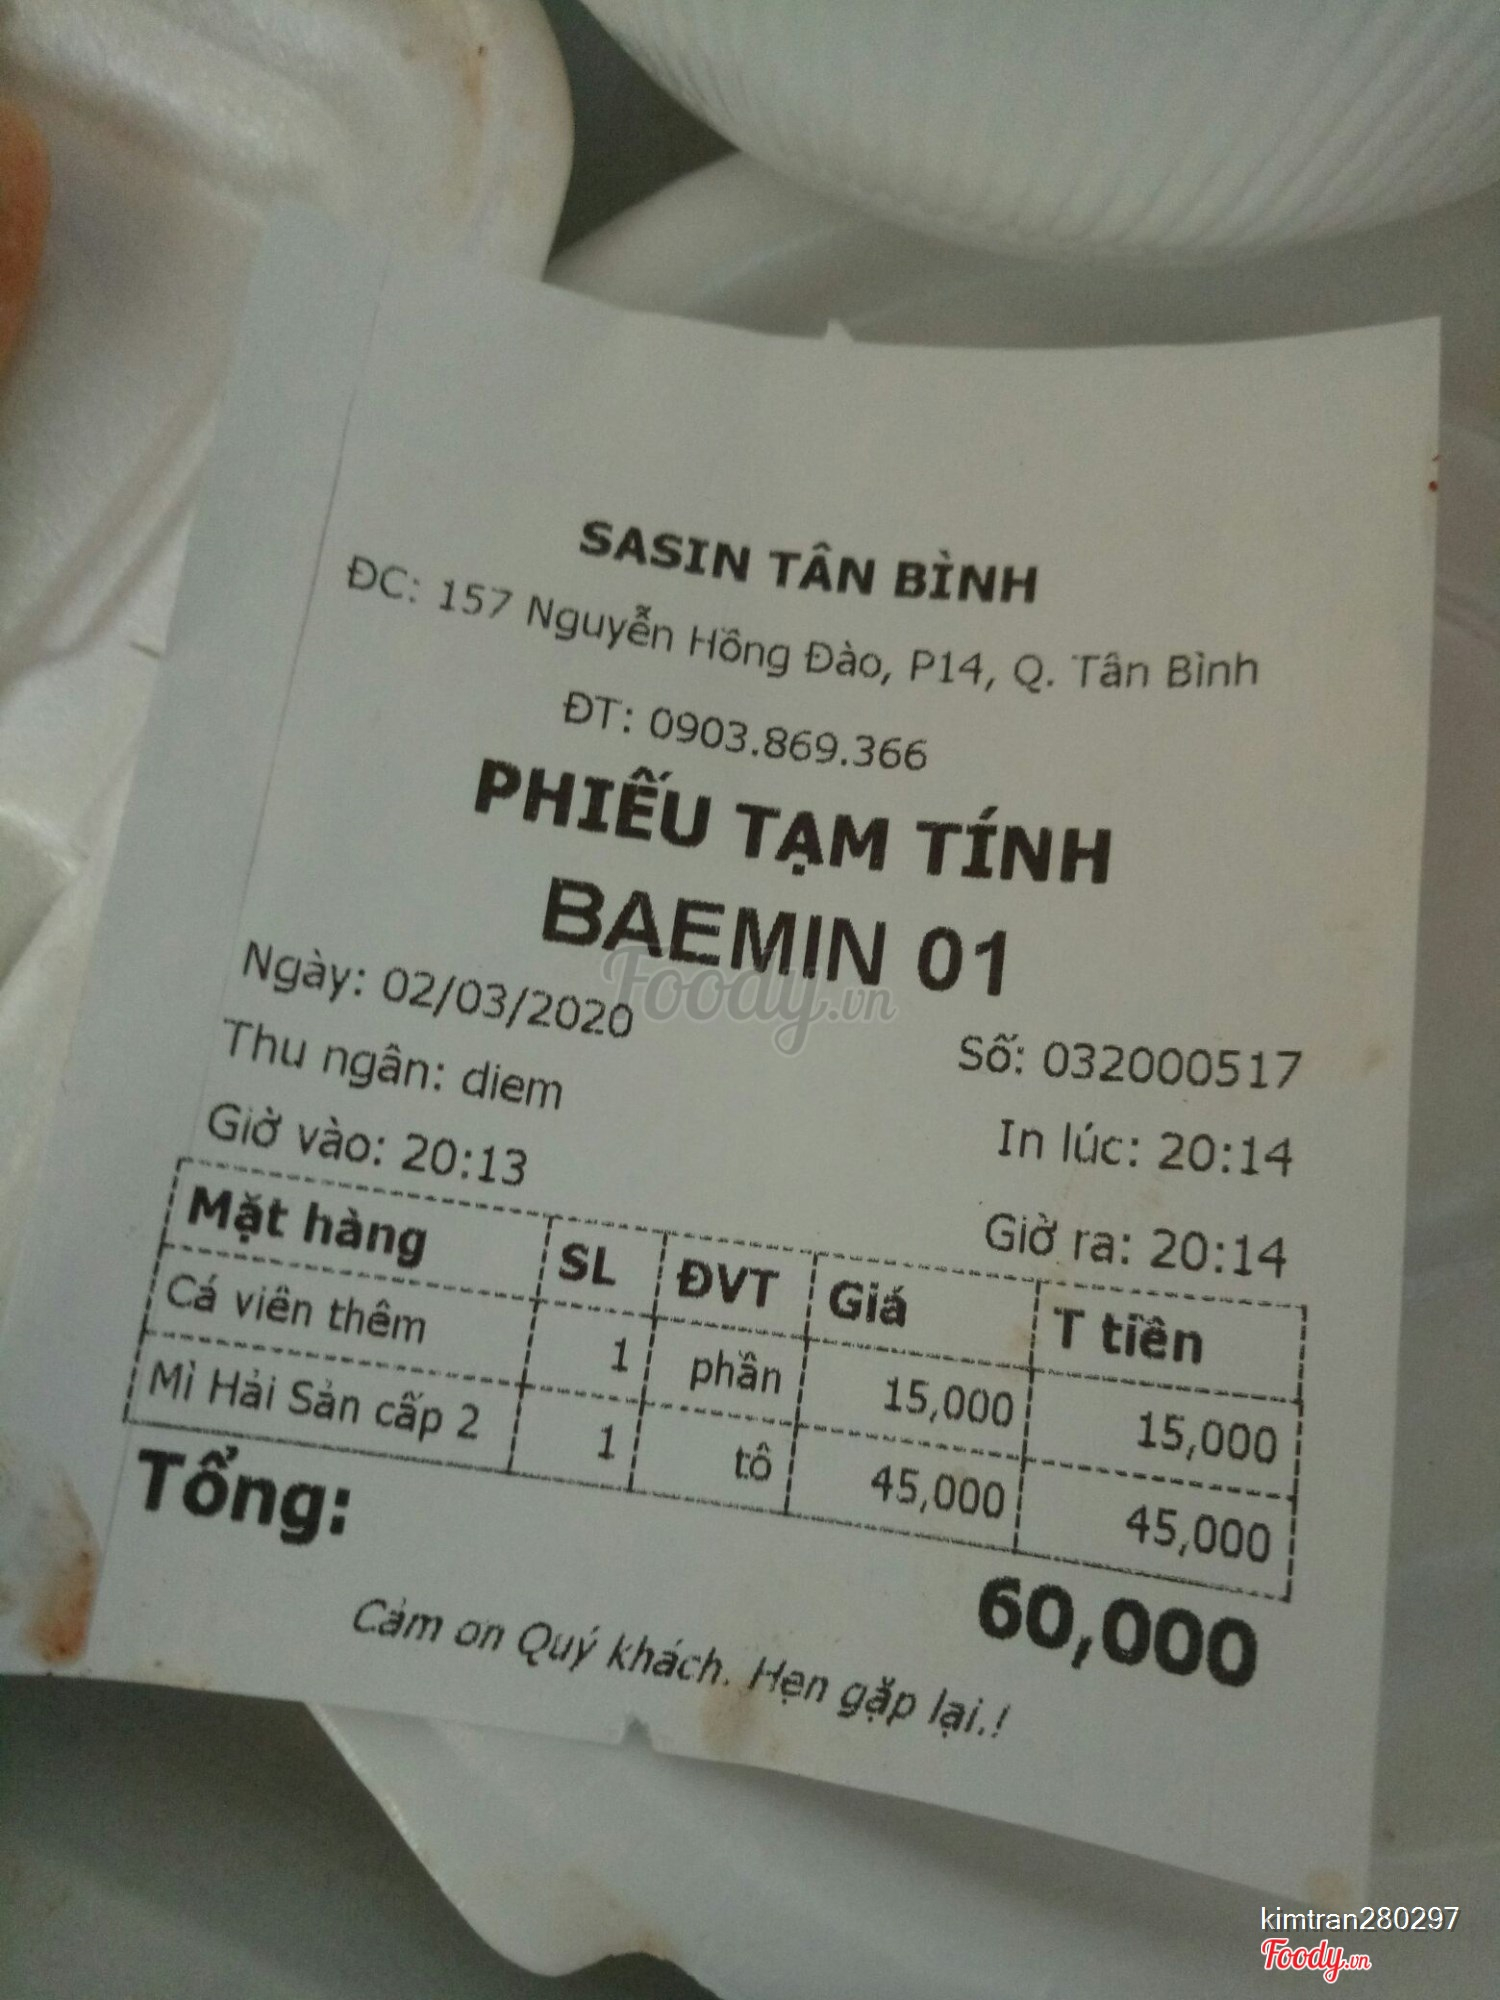 SASIN TÂN BÌNH
ĐC: 157 Nguyễn Hồng Đào, P14, Q. Tân Bình
ĐT: 0903.869.366
PHIẾU TẠM TÍNH
BAEMIN 01
Foody.vn
Ngày: 02/03/2020 Số: 032000517
Thu ngân: diem In lúc: 20:14
Giờ vào: 20:13 Giờ ra: 20:14
Mặt hàng SL ĐVT Giá T tiền
Cá viên thêm 1 phần 15,000 15,000
Mì Hải Sản cấp 2 1 tô 45,000 45,000
Tổng: 60,000
Cảm ơn Quý khách. Hẹn gặp lại.!
kimtran280297
Foody.vn